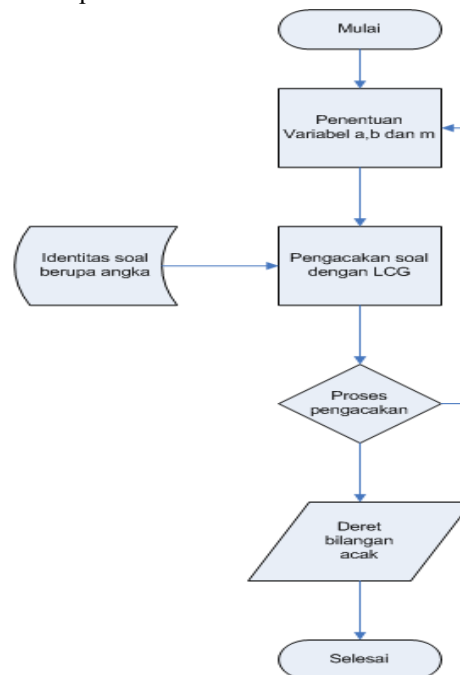 Mulai
Penentuan
Variabel a,b dan m
Identitas soal
berupa angka
Pengacakan soal
dengan LCG
Proses
pengacakan
Deret
bilangan
acak
Selesai